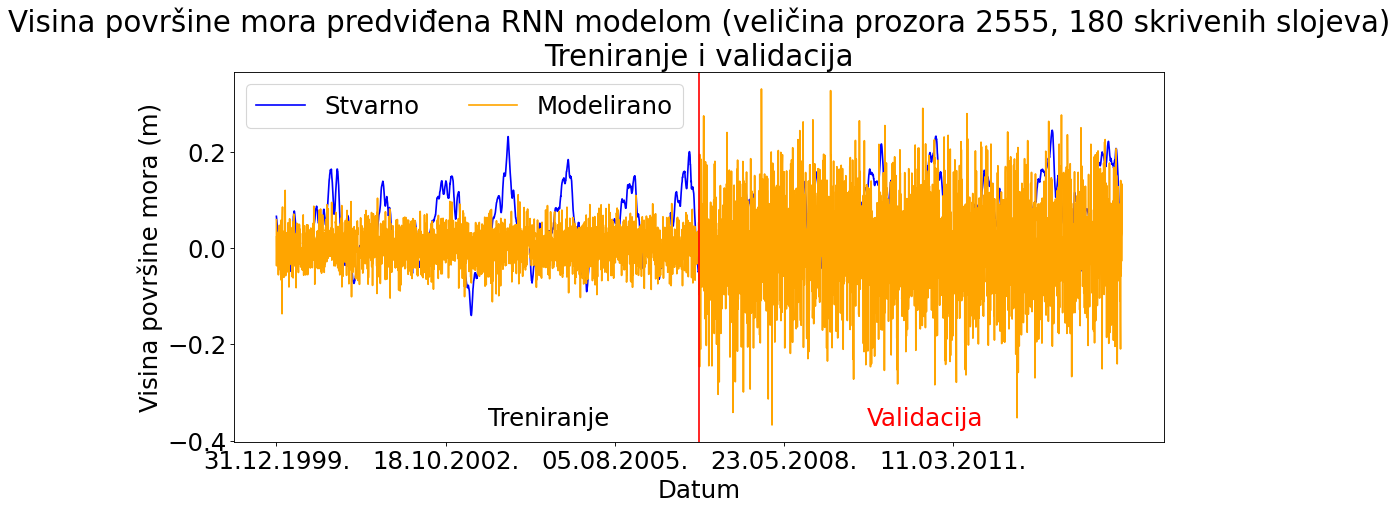 Visina površine mora predviđena RNN modelom (veličina prozora 2555, 180 skrivenih slojeva)
Treniranje i validacija
Stvarno
Modelirano
Visina površine mora (m)
0.2
0.0
−0.2
−0.4
Treniranje
Validacija
31.12.1999.
18.10.2002.
05.08.2005.
23.05.2008.
11.03.2011.
Datum